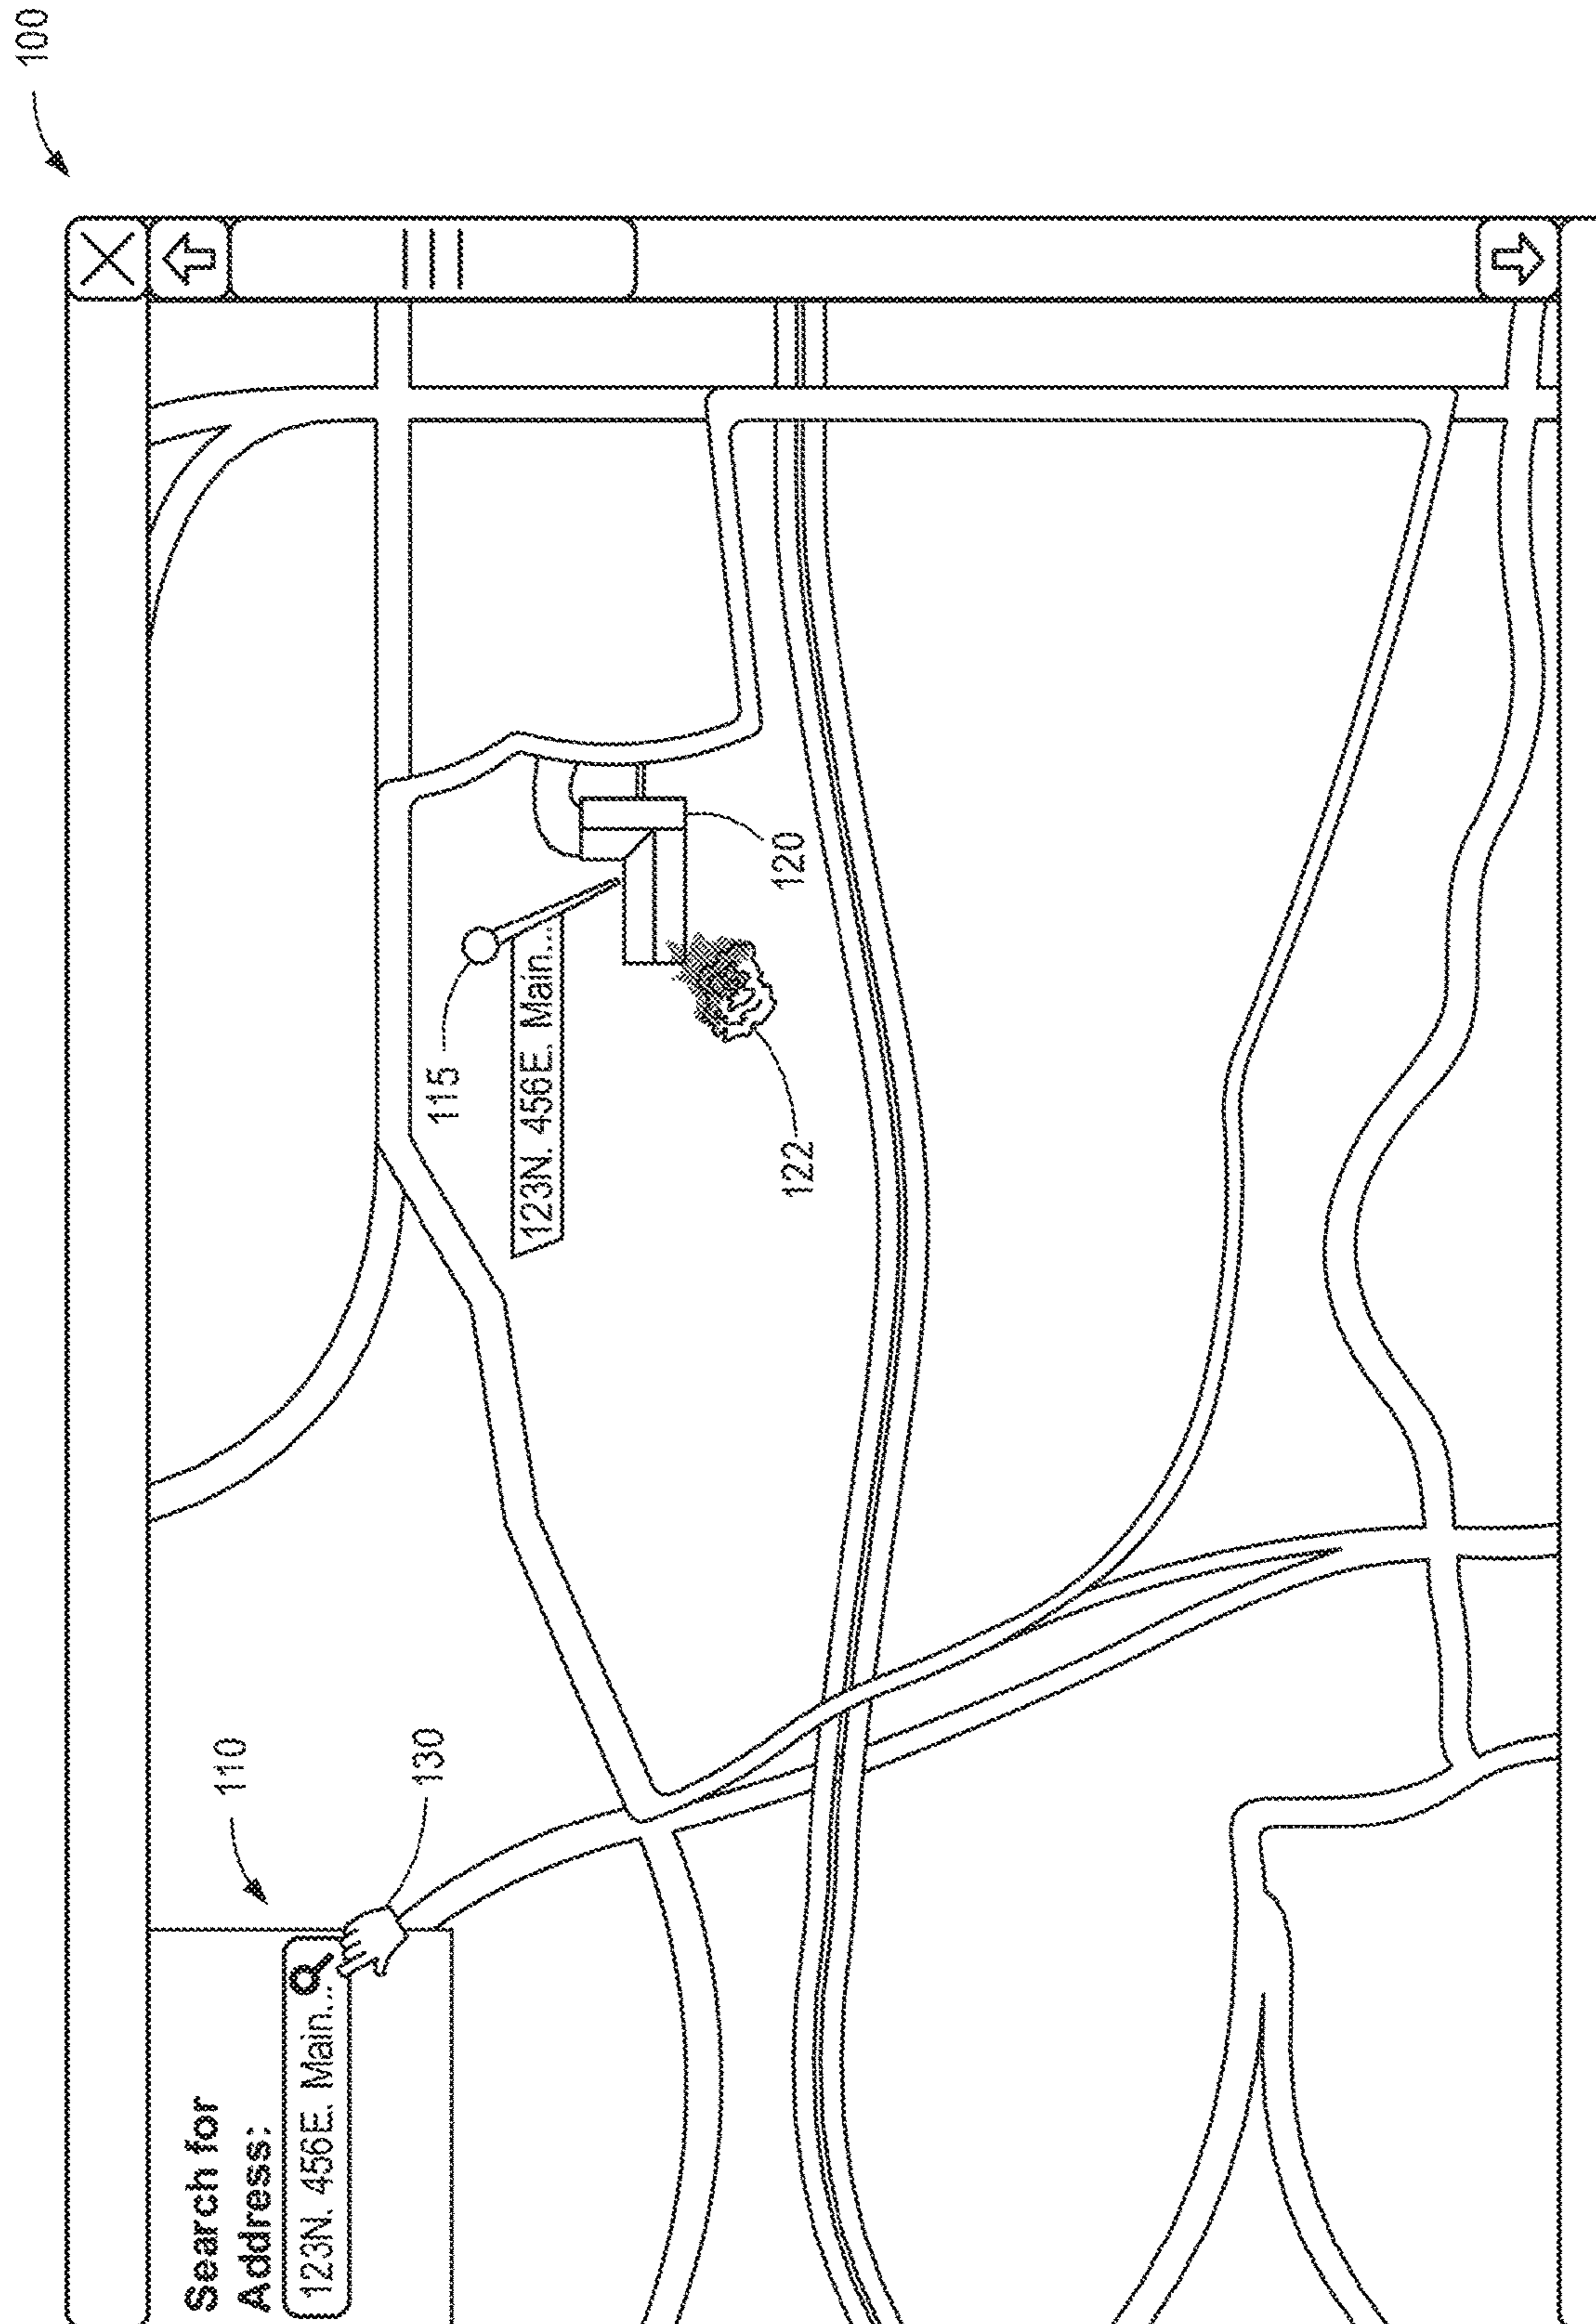 100
Search for
Address:
123N. 456E. Main...
110
130
115
123N. 456E. Main...
120
122